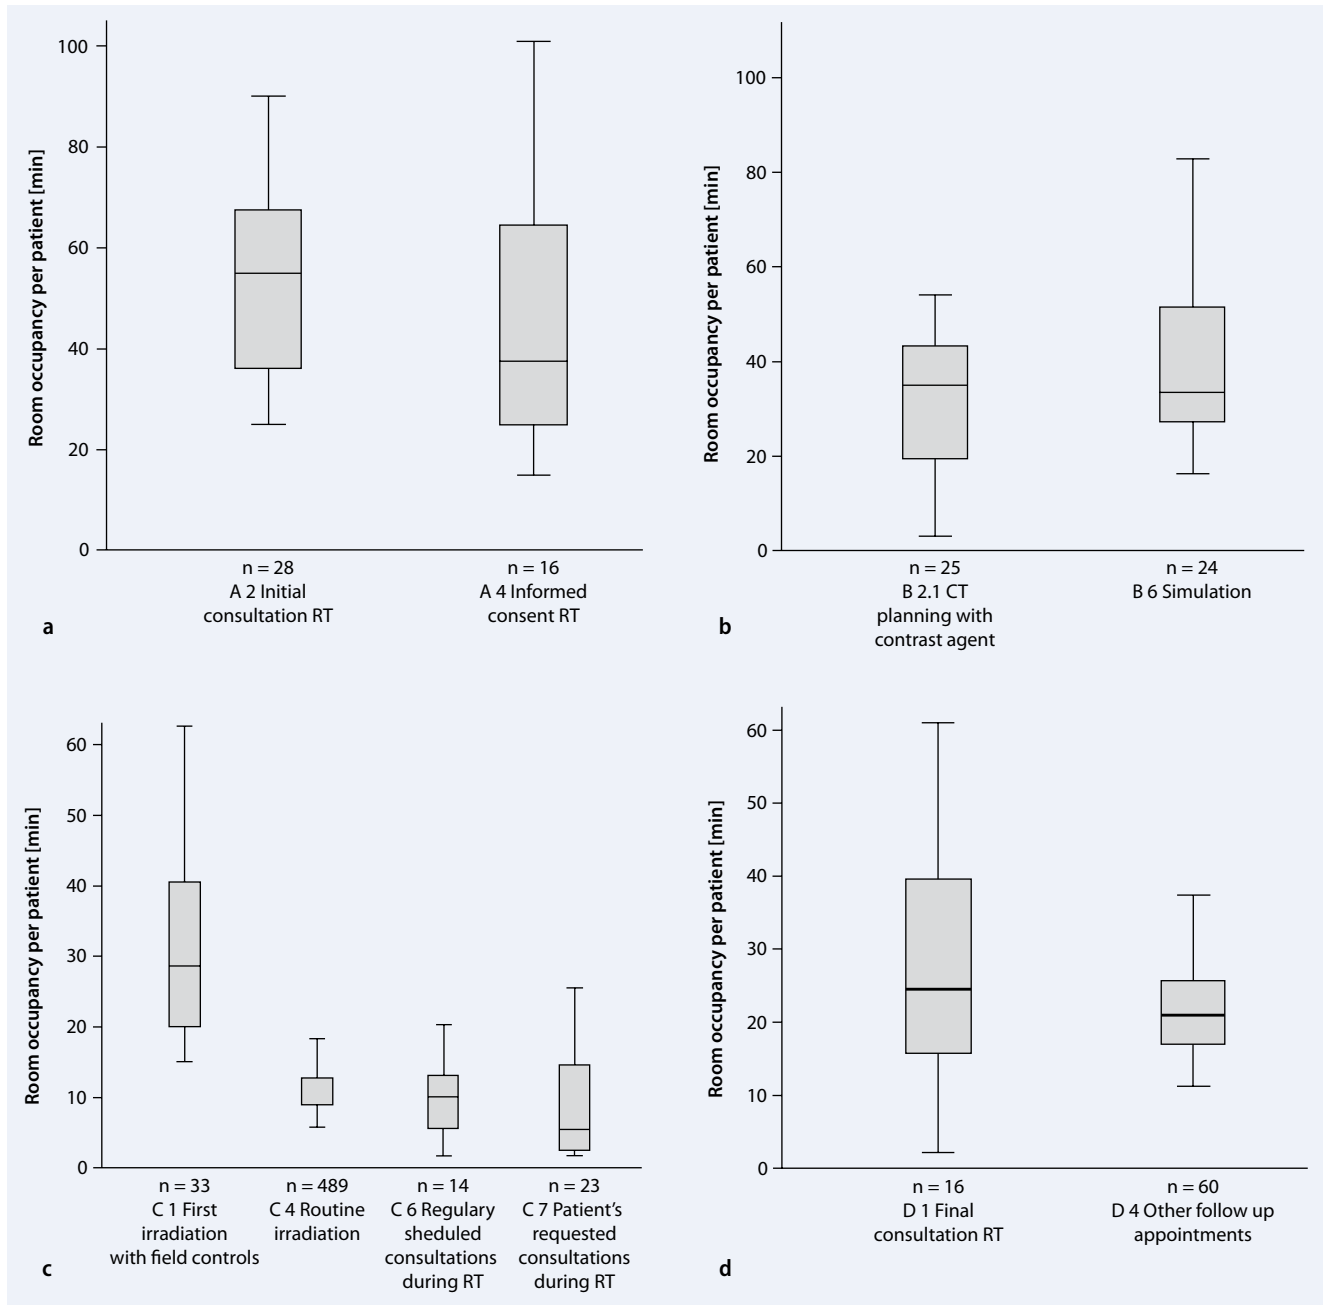 Room occupancy per patient [min]
100
80
60
40
20
0
n = 28
A 2 Initial
consultation RT
n = 16
A 4 Informed
consent RT
a
Room occupancy per patient [min]
100
80
60
40
20
0
n = 25
B 2.1 CT
planning with
contrast agent
n = 24
B 6 Simulation
b
Room occupancy per patient [min]
60
50
40
30
20
10
0
n = 33
C 1 First
irradiation
with field controls
n = 489
C 4 Routine
irradiation
n = 14
C 6 Regulary
sheduled
consultations
during RT
n = 23
C 7 Patient's
requested
consultations
during RT
c
Room occupancy per patient [min]
60
50
40
30
20
10
0
n = 16
D 1 Final
consultation RT
n = 60
D 4 Other follow up
appointments
d